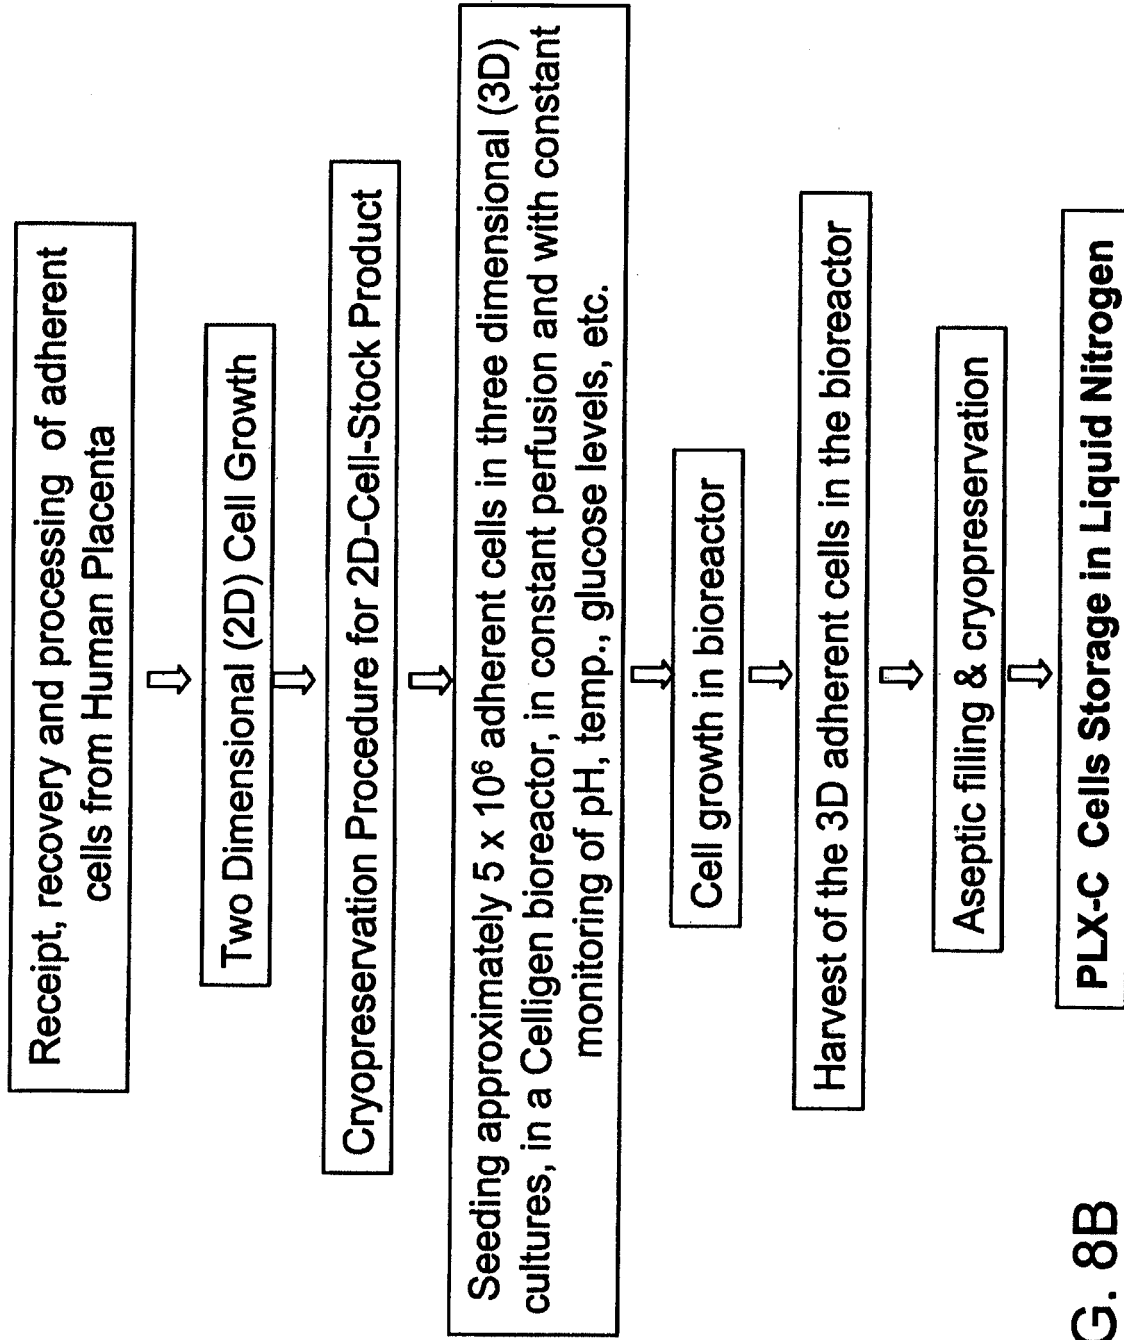 Receipt, recovery and processing of adherent
cells from Human Placenta
Two Dimensional (2D) Cell Growth
Cryopreservation Procedure for 2D-Cell-Stock Product
Seeding approximately 5 x 10⁶ adherent cells in three dimensional (3D)
cultures, in a Celligen bioreactor, in constant perfusion and with constant
monitoring of pH, temp., glucose levels, etc.
Cell growth in bioreactor
Harvest of the 3D adherent cells in the bioreactor
Aseptic filling & cryopreservation
PLX-C Cells Storage in Liquid Nitrogen
G. 8B